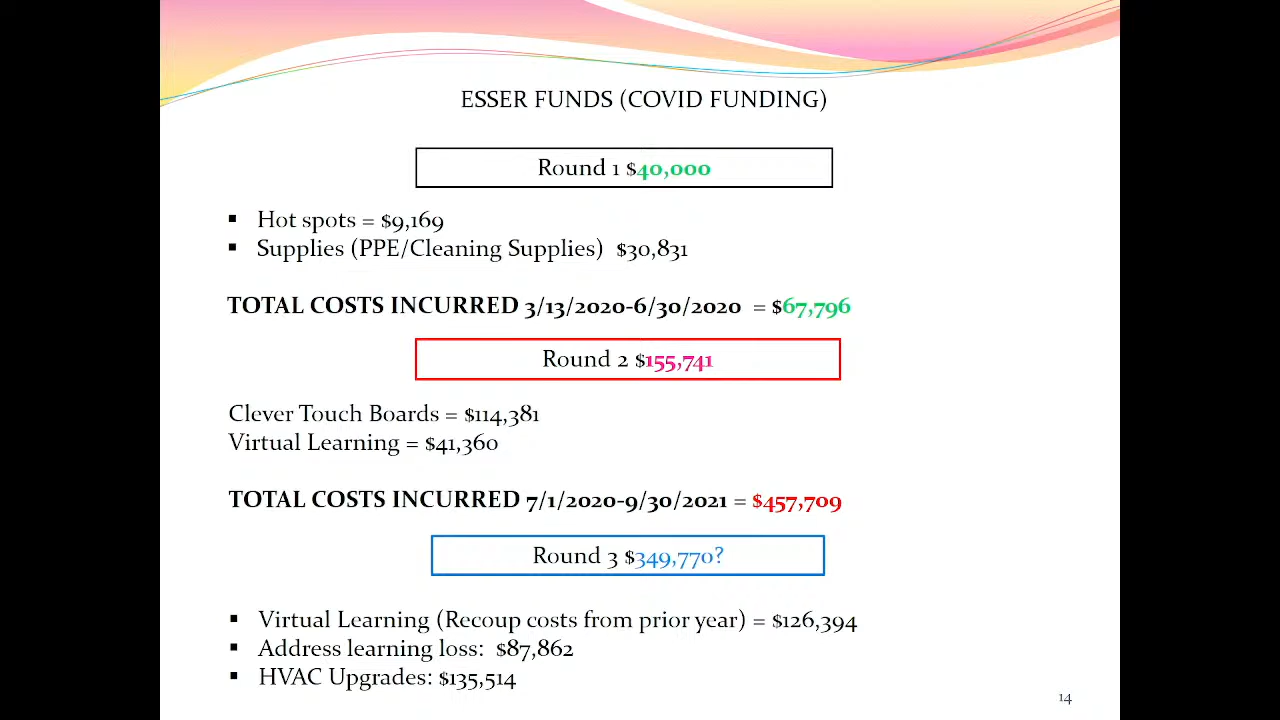 ESSER FUNDS (COVID FUNDING)
Round 1 $40,000
▪ Hot spots = $9,169
▪ Supplies (PPE/Cleaning Supplies) $30,831
TOTAL COSTS INCURRED 3/13/2020-6/30/2020 = $67,796
Round 2 $155,741
Clever Touch Boards = $114,381
Virtual Learning = $41,360
TOTAL COSTS INCURRED 7/1/2020-9/30/2021 = $457,709
Round 3 $349,770?
▪ Virtual Learning (Recoup costs from prior year) = $126,394
▪ Address learning loss: $87,862
▪ HVAC Upgrades: $135,514
14